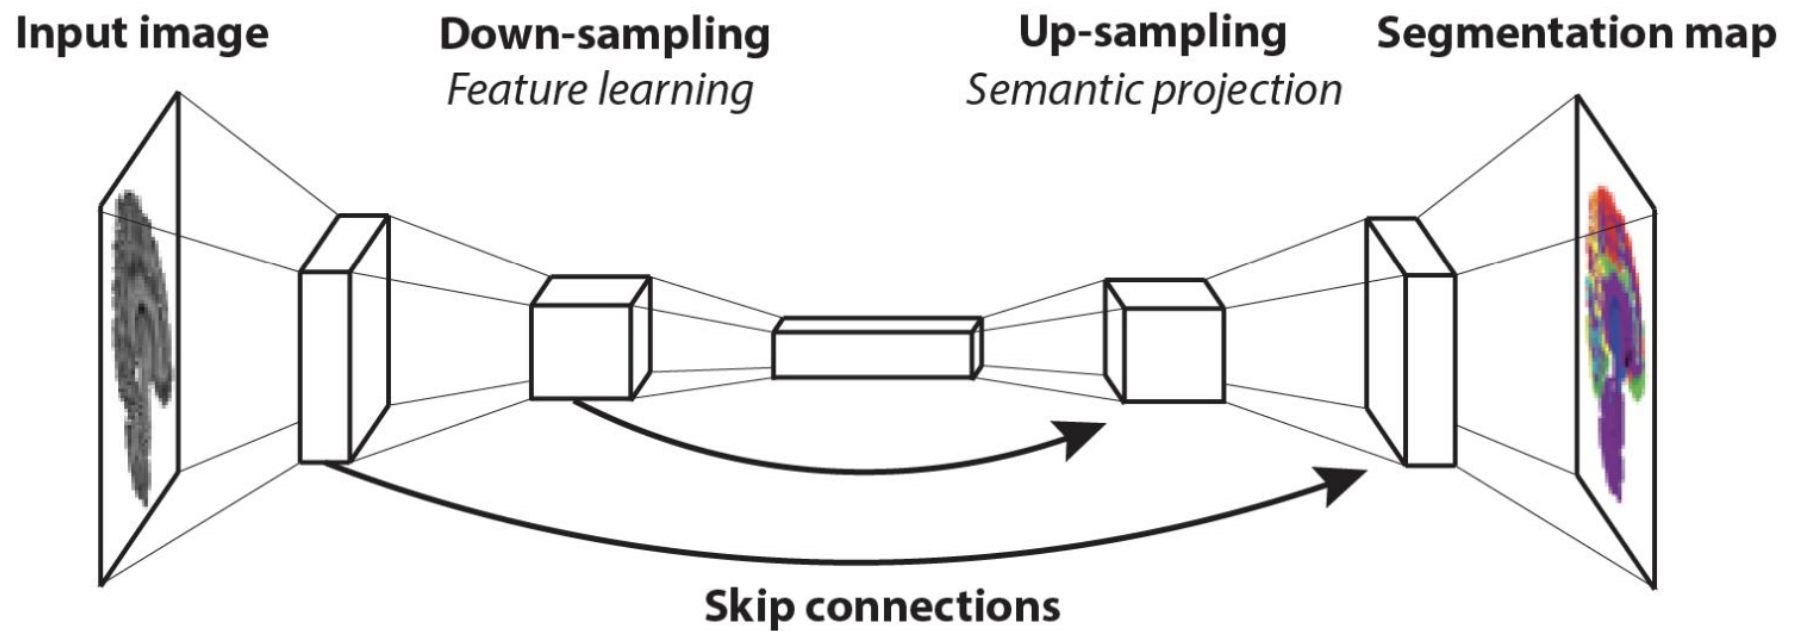 Input image
Down-sampling
Feature learning
Up-sampling
Semantic projection
Segmentation map
Skip connections